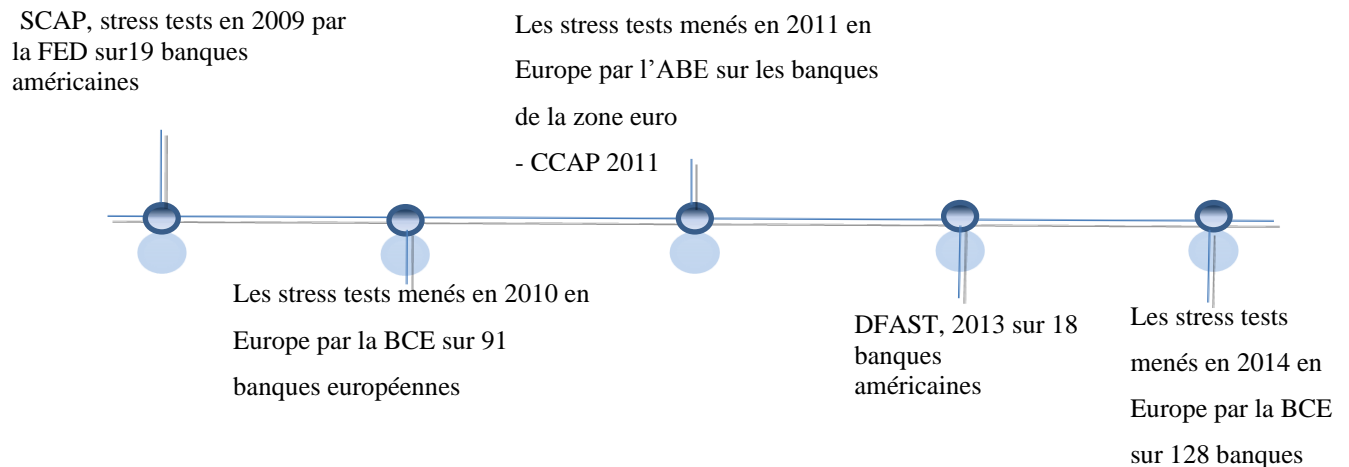 SCAP, stress tests en 2009 par
la FED sur19 banques
américaines
Les stress tests menés en 2010 en
Europe par la BCE sur 91
banques européennes
Les stress tests menés en 2011 en
Europe par l’ABE sur les banques
de la zone euro
- CCAP 2011
DFAST, 2013 sur 18
banques
américaines
Les stress tests
menés en 2014 en
Europe par la BCE
sur 128 banques